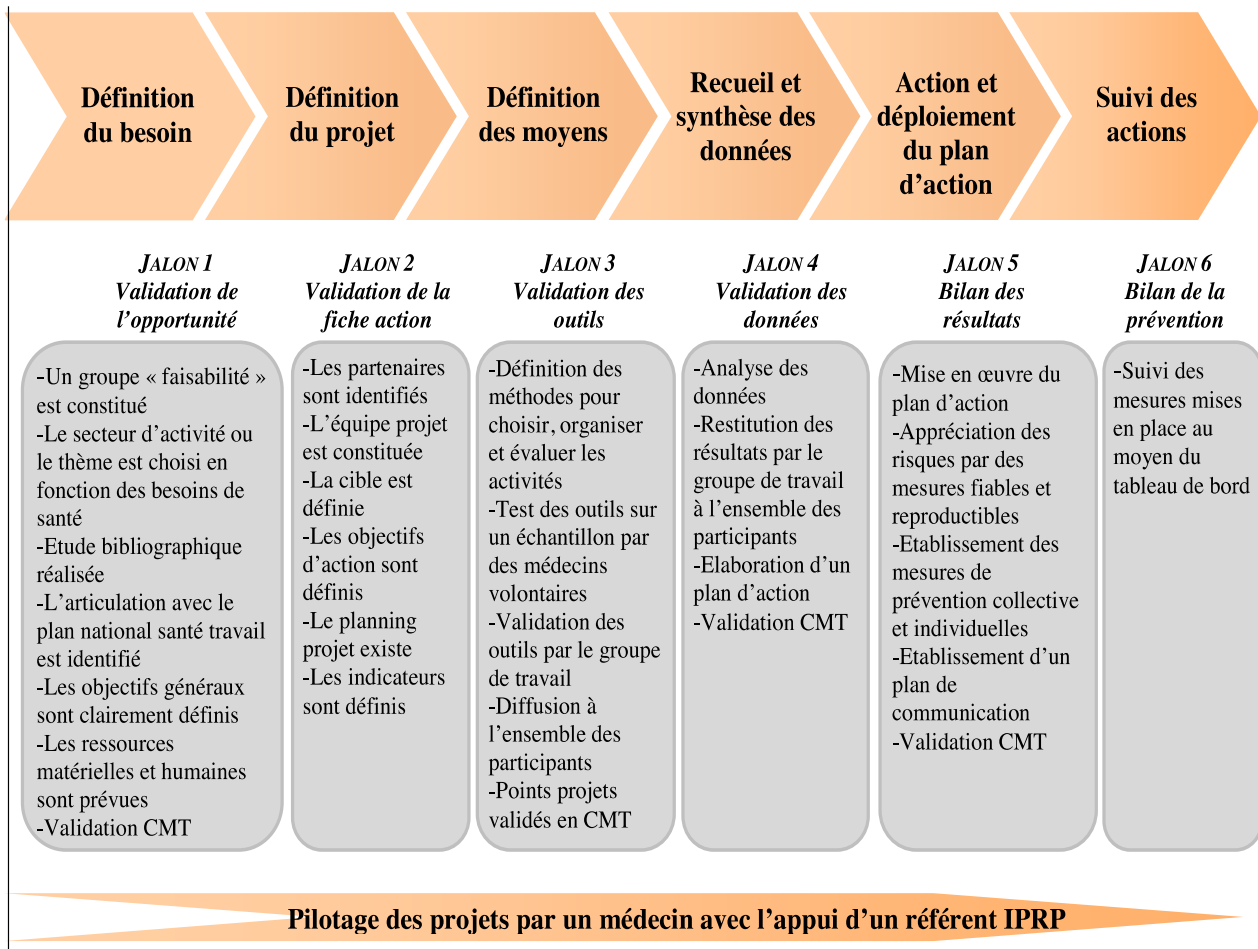 Définition
du besoin
Définition
du projet
Définition
des moyens
Recueil et
synthèse des
données
Action et
déploiement
du plan
d'action
Suivi des
actions
JALON 1
Validation de
l'opportunité
JALON 2
Validation de la
fiche action
JALON 3
Validation des
outils
JALON 4
Validation des
données
JALON 5
Bilan des
résultats
JALON 6
Bilan de la
prévention
-Un groupe « faisabilité »
est constitué
-Le secteur d'activité ou
le thème est choisi en
fonction des besoins de
santé
-Etude bibliographique
réalisée
-L'articulation avec le
plan national santé travail
est identifié
-Les objectifs généraux
sont clairement définis
-Les ressources
matérielles et humaines
sont prévues
-Validation CMT
-Les partenaires
sont identifiés
-L'équipe projet
est constituée
-La cible est
définie
-Les objectifs
d'action sont
définis
-Le planning
projet existe
-Les indicateurs
sont définis
-Définition des
méthodes pour
choisir, organiser
et évaluer les
activités
-Test des outils sur
un échantillon par
des médecins
volontaires
-Validation des
outils par le groupe
de travail
-Diffusion à
l'ensemble des
participants
-Points projets
validés en CMT
-Analyse des
données
-Restitution des
résultats par le
groupe de travail
à l'ensemble des
participants
-Elaboration d'un
plan d'action
-Validation CMT
-Mise en œuvre du
plan d'action
-Appréciation des
risques par des
mesures fiables et
reproductibles
-Etablissement des
mesures de
prévention collective
et individuelles
-Etablissement d'un
plan de
communication
-Validation CMT
-Suivi des
mesures mises
en place au
moyen du
tableau de bord
Pilotage des projets par un médecin avec l'appui d'un référent IPRP